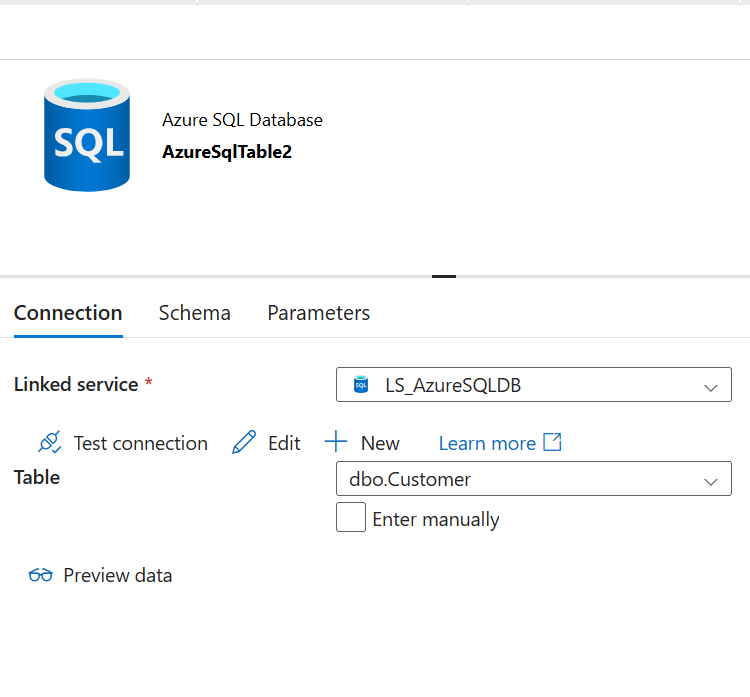 SQL
Azure SQL Database
AzureSqlTable2
Connection Schema Parameters
Linked service * SQL LS_AzureSQLDB
Test connection Edit New Learn more
Table dbo.Customer
Enter manually
Preview data